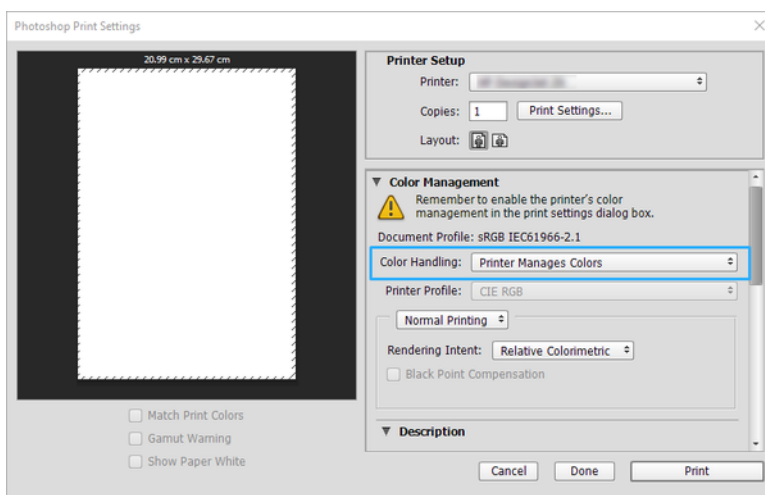 Photoshop Print Settings
20.99 cm x 29.67 cm
Match Print Colors
Gamut Warning
Show Paper White
Printer Setup
Printer:
Copies: 1 Print Settings...
Layout:
Color Management
Remember to enable the printer's color
management in the print settings dialog box.
Document Profile: sRGB IEC61966-2.1
Color Handling: Printer Manages Colors
Printer Profile: CIE RGB
Normal Printing
Rendering Intent: Relative Colorimetric
Black Point Compensation
Description
Cancel Done Print